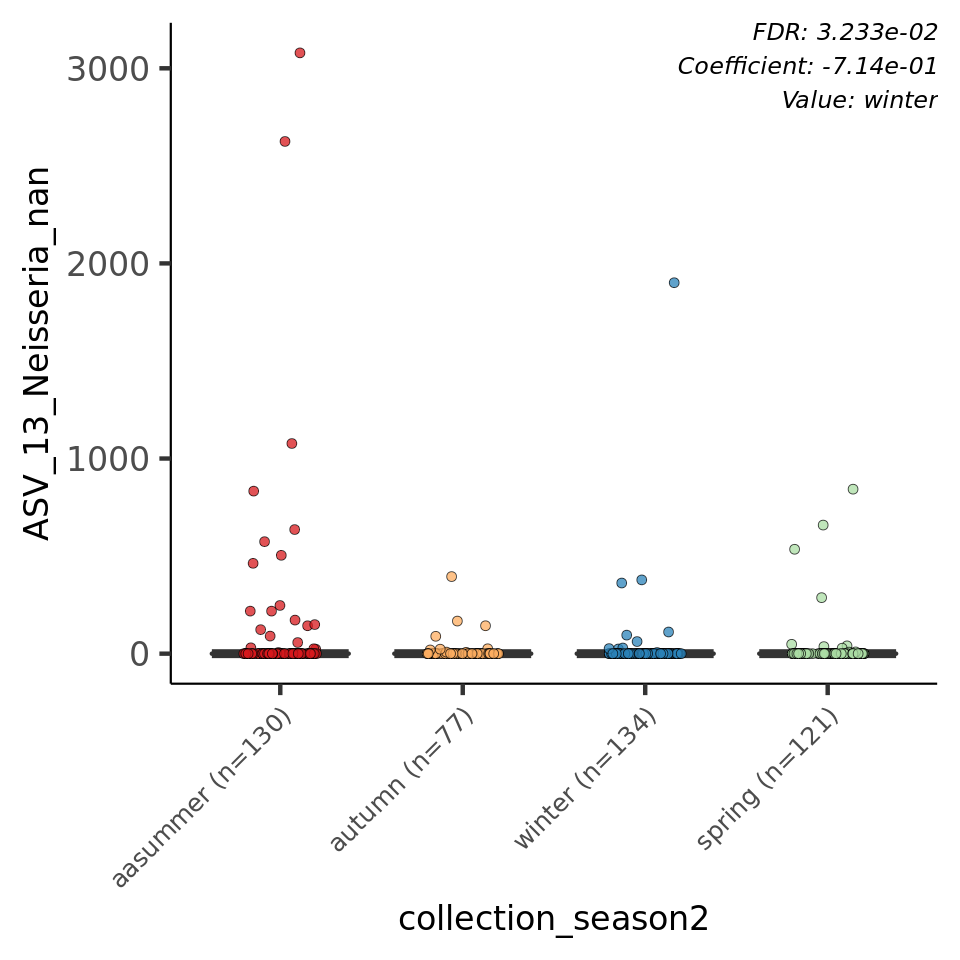 FDR: 3.233e-02
Coefficient: -7.14e-01
Value: winter
ASV_13_Neisseria_nan
3000
2000
1000
0
aasummer (n=130)
autumn (n=77)
winter (n=134)
spring (n=121)
collection_season2